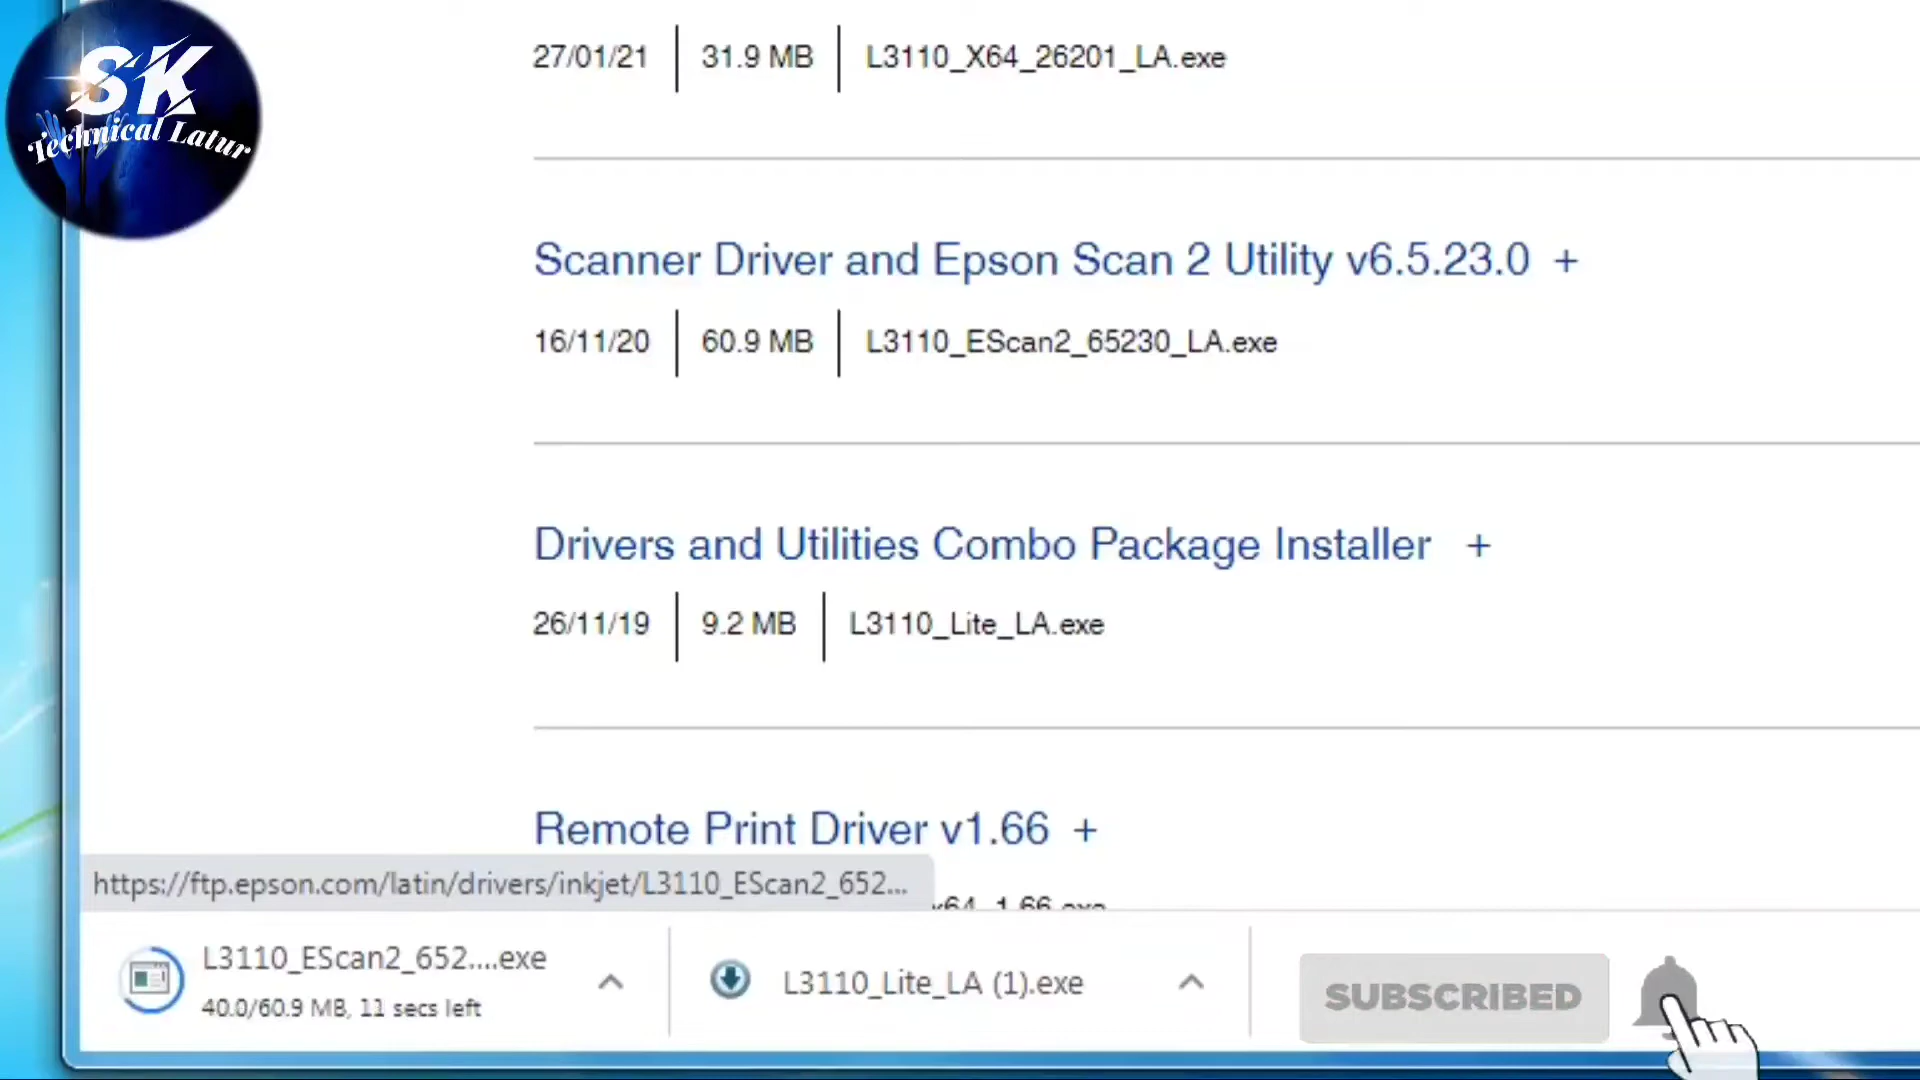 SK
Technical Latur
27/01/21 31.9 MB L3110_X64_26201_LA.exe
Scanner Driver and Epson Scan 2 Utility v6.5.23.0 +
16/11/20 60.9 MB L3110_EScan2_65230_LA.exe
Drivers and Utilities Combo Package Installer +
26/11/19 9.2 MB L3110_Lite_LA.exe
Remote Print Driver v1.66 +
https://ftp.epson.com/latin/drivers/inkjet/L3110_EScan2_652...
x64_1.66.exe
L3110_EScan2_652....exe
40.0/60.9 MB, 11 secs left
L3110_Lite_LA (1).exe
SUBSCRIBED